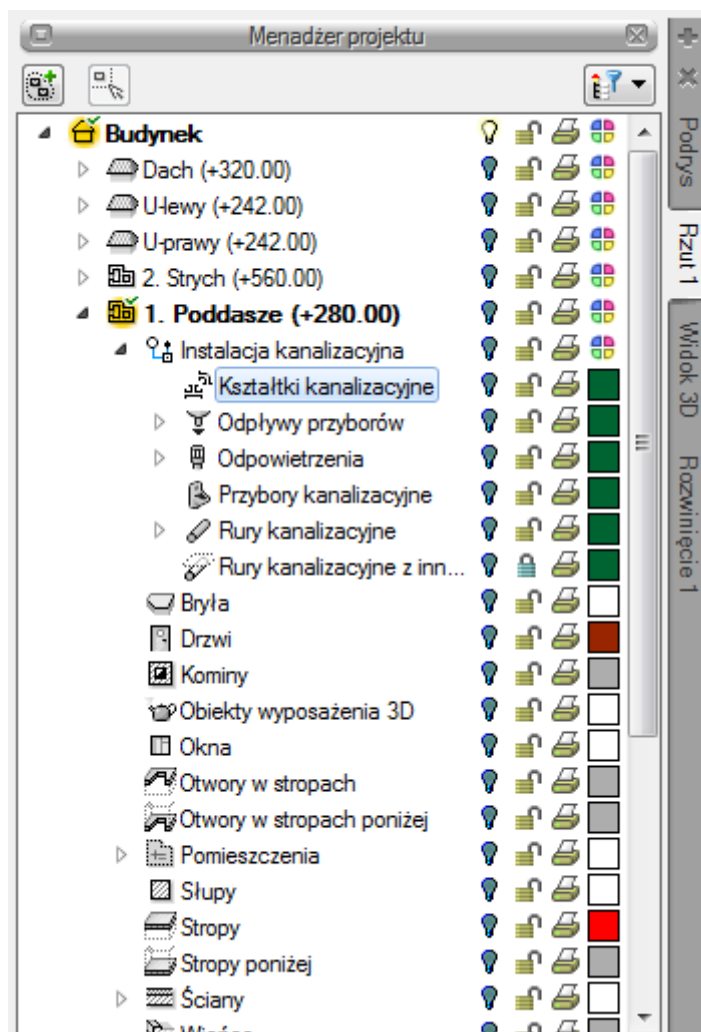 Menadżer projektu
Budynek
Dach (+320.00)
U-lewy (+242.00)
U-prawy (+242.00)
2. Strych (+560.00)
1. Poddasze (+280.00)
Instalacja kanalizacyjna
Kształtki kanalizacyjne
Odpływy przyborów
Odpowietrzenia
Przybory kanalizacyjne
Rury kanalizacyjne
Rury kanalizacyjne z inn...
Bryła
Drzwi
Kominy
Obiekty wyposażenia 3D
Okna
Otwory w stropach
Otwory w stropach poniżej
Pomieszczenia
Słupy
Stropy
Stropy poniżej
Ściany
Podrys
Rzut 1
Widok 3D
Rozwinięcie 1